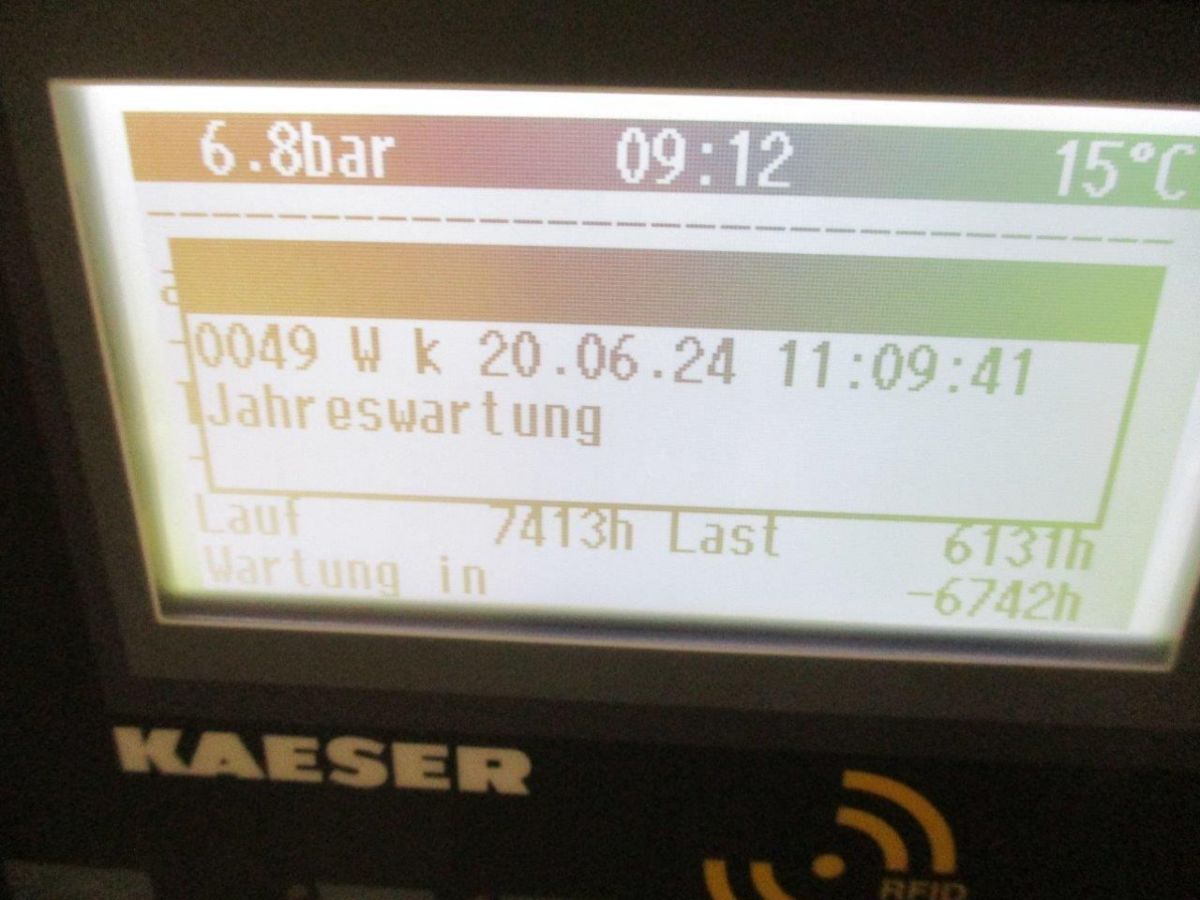 6.8bar 09:12 15°C
0049 W k 20.06.24 11:09:41
Jahreswartung
Lauf 7413h Last 6131h
Wartung in -6742h
KAESER
RFID